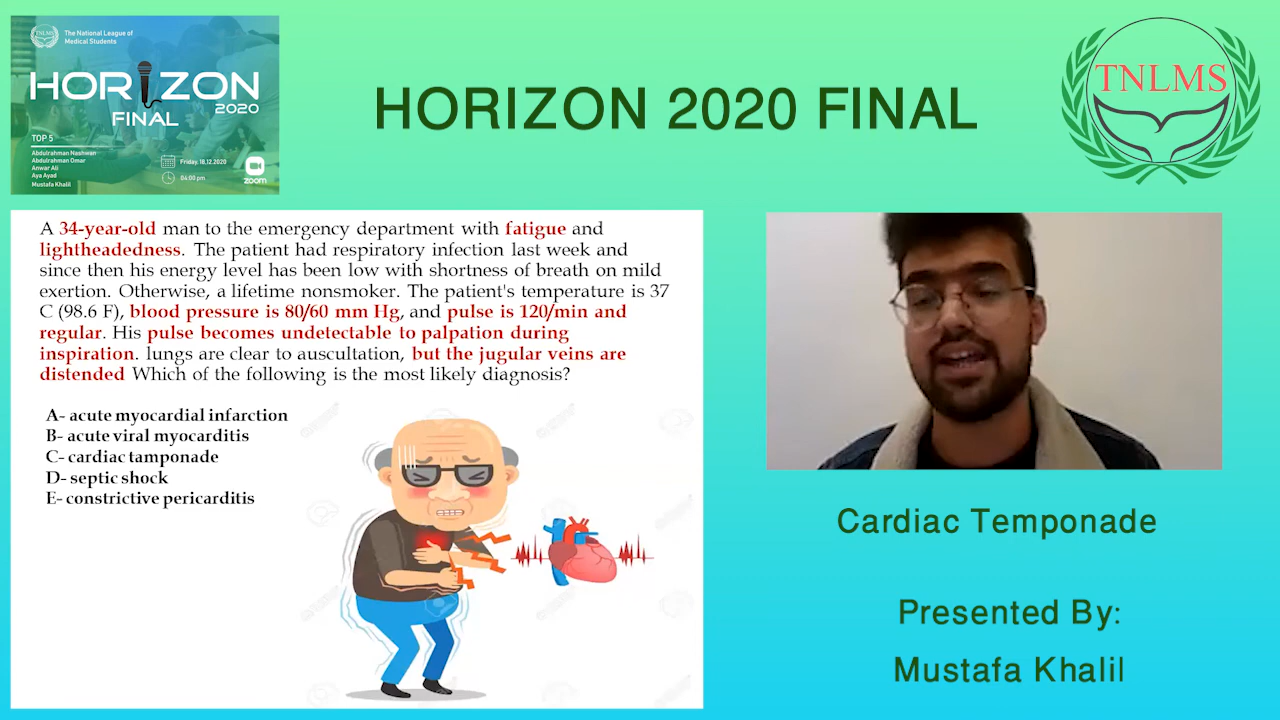 The National League of
Medical Students
HORIZON
2020
FINAL
TOP 5
Abdulrahman Nashwan
Abdulrahman Omar
Anwar Ali
Aya Ayad
Mustafa Khalil
Friday, 18.12.2020
04:00 pm
zoom
HORIZON 2020 FINAL
TNLMS
A 34-year-old man to the emergency department with fatigue and
lightheadedness. The patient had respiratory infection last week and
since then his energy level has been low with shortness of breath on mild
exertion. Otherwise, a lifetime nonsmoker. The patient's temperature is 37
C (98.6 F), blood pressure is 80/60 mm Hg, and pulse is 120/min and
regular. His pulse becomes undetectable to palpation during
inspiration. lungs are clear to auscultation, but the jugular veins are
distended Which of the following is the most likely diagnosis?
A- acute myocardial infarction
B- acute viral myocarditis
C- cardiac tamponade
D- septic shock
E- constrictive pericarditis
Cardiac Temponade
Presented By:
Mustafa Khalil